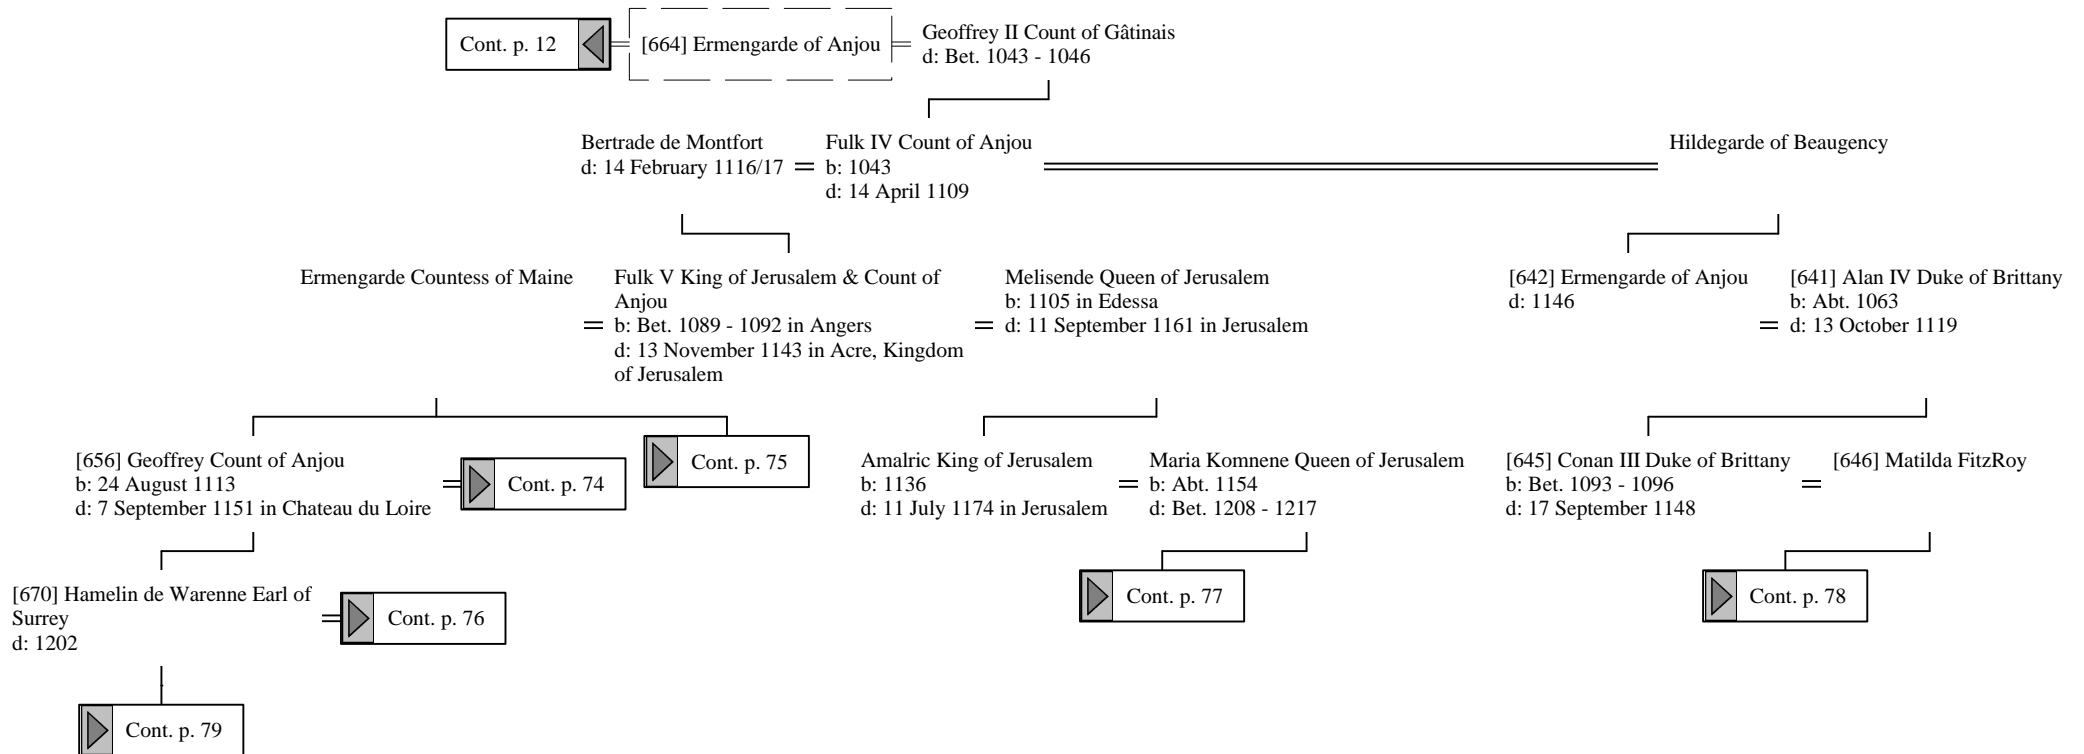 Cont. p. 12
[664] Ermengarde of Anjou
Geoffrey II Count of Gâtinais
d: Bet. 1043 - 1046
Bertrade de Montfort
d: 14 February 1116/17
Fulk IV Count of Anjou
b: 1043
d: 14 April 1109
Hildegarde of Beaugency
Ermengarde Countess of Maine
Fulk V King of Jerusalem & Count of
Anjou
b: Bet. 1089 - 1092 in Angers
d: 13 November 1143 in Acre, Kingdom
of Jerusalem
Melisende Queen of Jerusalem
b: 1105 in Edessa
d: 11 September 1161 in Jerusalem
[642] Ermengarde of Anjou
d: 1146
[641] Alan IV Duke of Brittany
b: Abt. 1063
d: 13 October 1119
[656] Geoffrey Count of Anjou
b: 24 August 1113
d: 7 September 1151 in Chateau du Loire
Cont. p. 74
Cont. p. 75
Amalric King of Jerusalem
b: 1136
d: 11 July 1174 in Jerusalem
Maria Komnene Queen of Jerusalem
b: Abt. 1154
d: Bet. 1208 - 1217
[645] Conan III Duke of Brittany
b: Bet. 1093 - 1096
d: 17 September 1148
[646] Matilda FitzRoy
[670] Hamelin de Warenne Earl of
Surrey
d: 1202
Cont. p. 76
Cont. p. 77
Cont. p. 78
Cont. p. 79